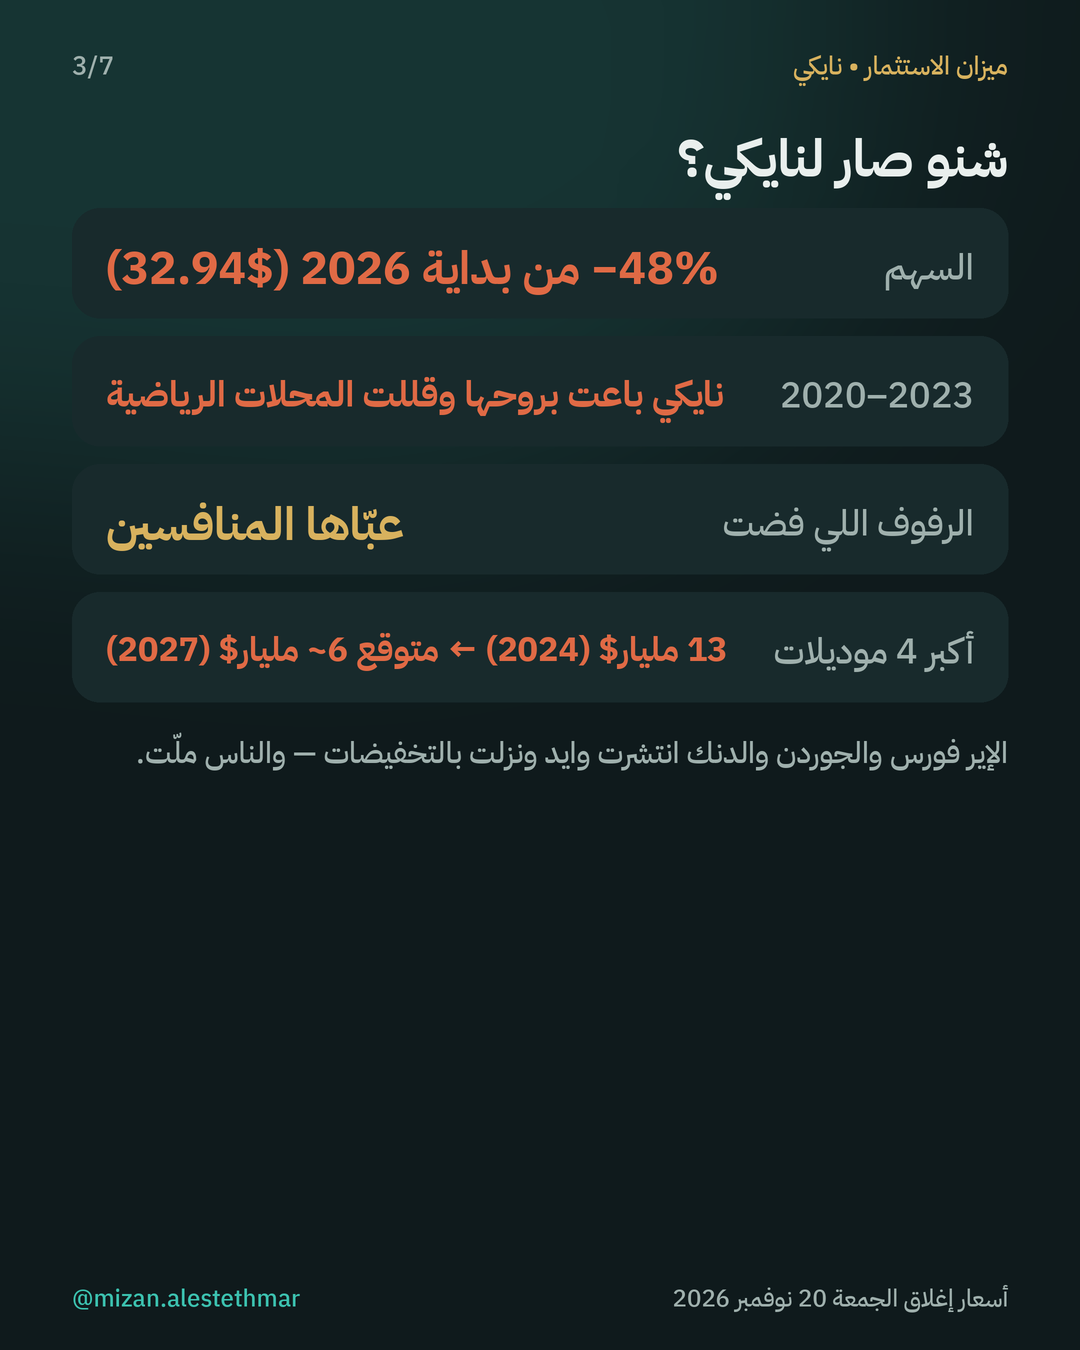 ميزان الاستثمار • نايكي
3/7
شنو صار لنايكي؟
السهم
−48% من بداية 2026 (32.94$)
2020–2023
نايكي باعت بروحها وقللت المحلات الرياضية
الرفوف اللي فضت
عبّاها المنافسين
أكبر 4 موديلات
13 مليار$ (2024) ← متوقع 6~ مليار$ (2027)
الإير فورس والجوردن والدنك انتشرت وايد ونزلت بالتخفيضات — والناس ملّت.
أسعار إغلاق الجمعة 20 نوفمبر 2026
@mizan.alestethmar